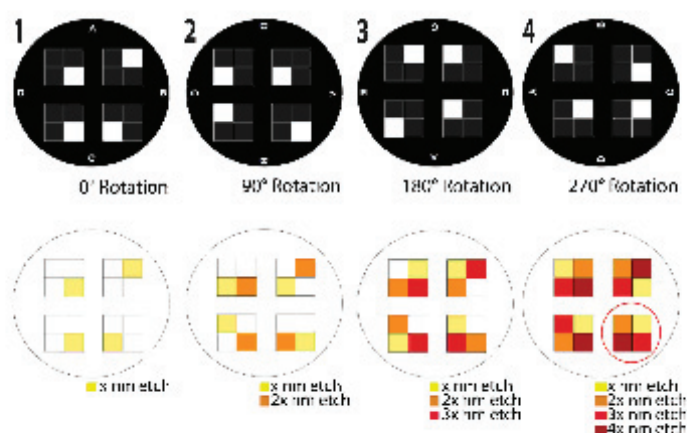 1 2 3 4
0° Rotation 90° Rotation 180° Rotation 270° Rotation
x nm etch
x nm etch
2x nm etch
x nm etch
2x nm etch
3x nm etch
x nm etch
2x nm etch
3x nm etch
4x nm etch